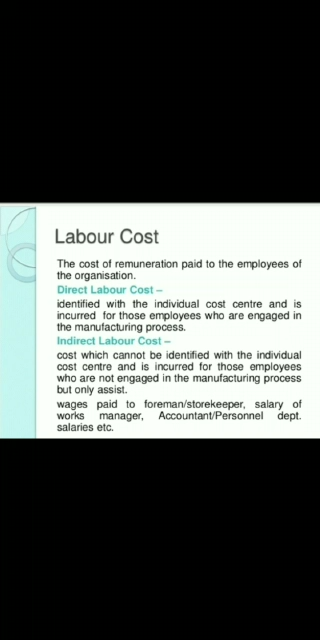 Labour Cost
The cost of remuneration paid to the employees of
the organisation.
Direct Labour Cost –
identified with the individual cost centre and is
incurred for those employees who are engaged in
the manufacturing process.
Indirect Labour Cost –
cost which cannot be identified with the individual
cost centre and is incurred for those employees
who are not engaged in the manufacturing process
but only assist.
wages paid to foreman/storekeeper, salary of
works manager, Accountant/Personnel dept.
salaries etc.